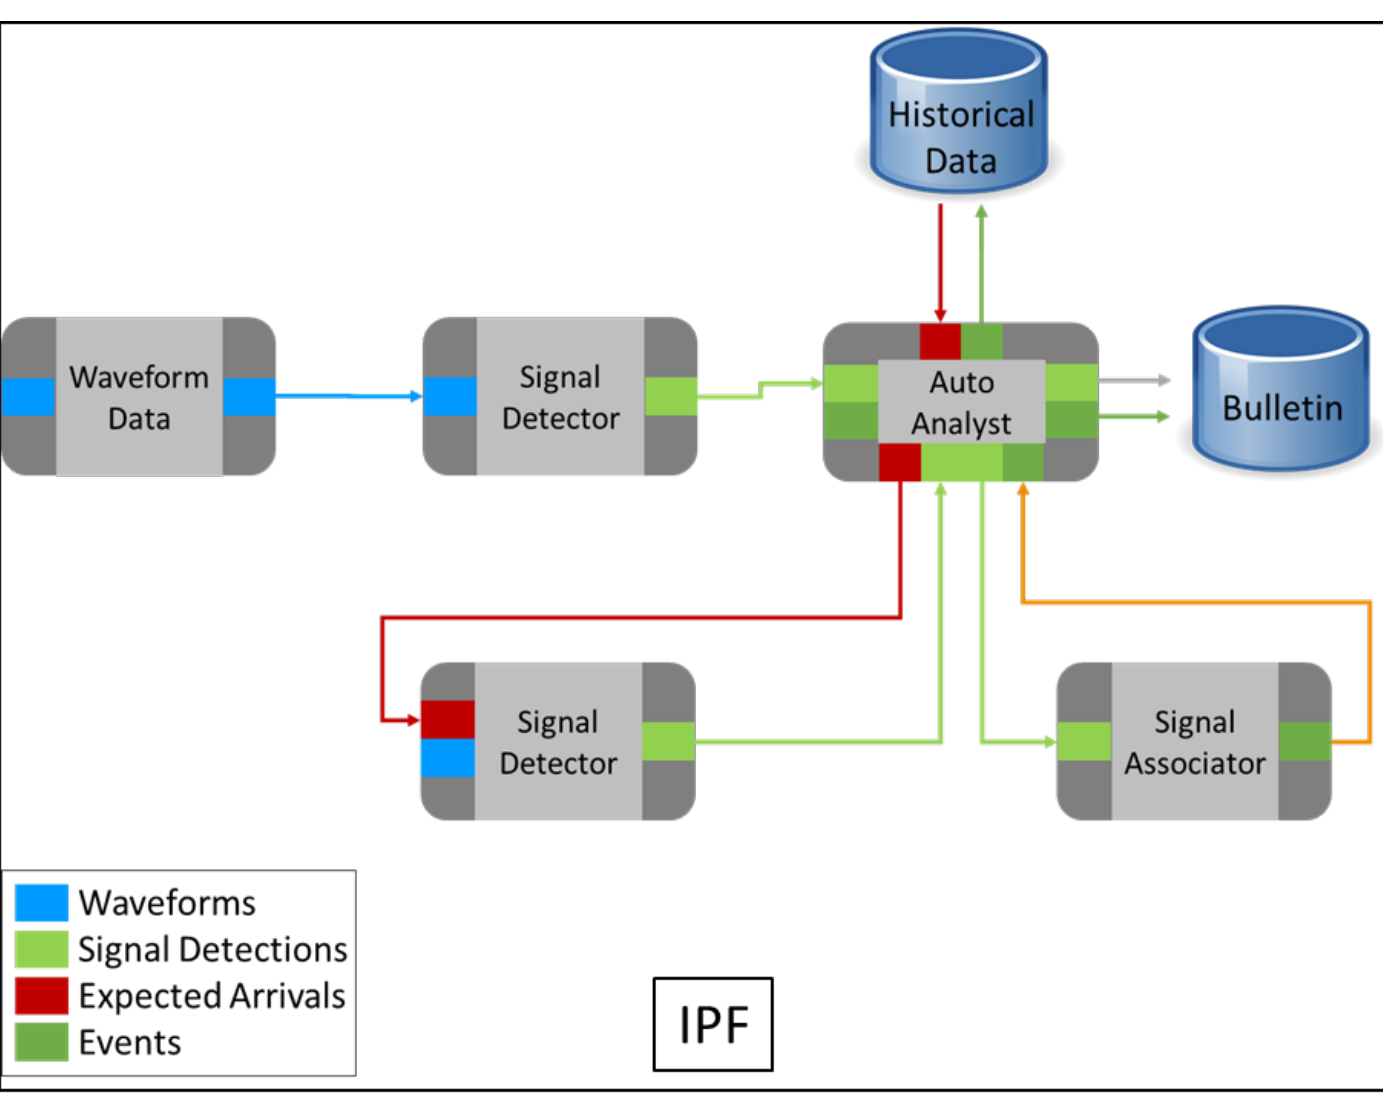 Historical
Data
Waveform
Data
Signal
Detector
Auto
Analyst
Bulletin
Signal
Detector
Signal
Associator
Waveforms
Signal Detections
Expected Arrivals
Events
IPF